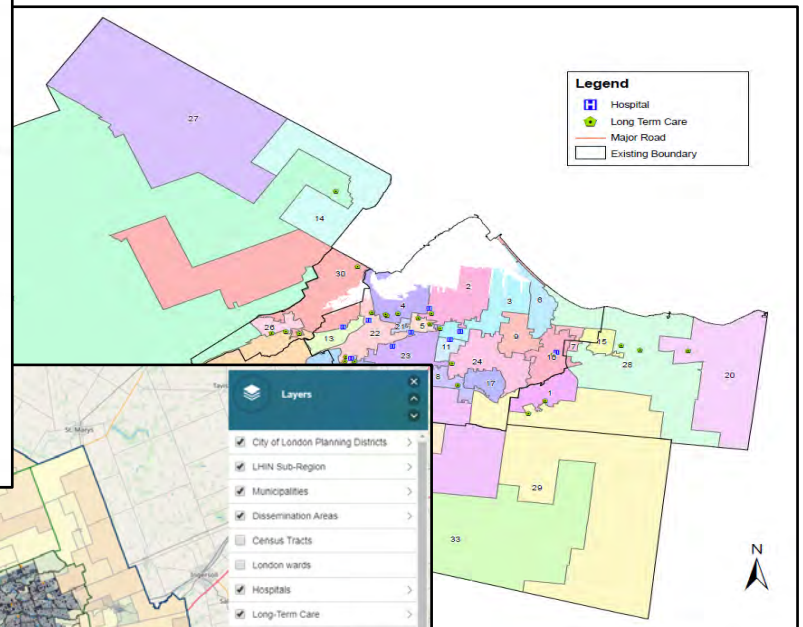 Legend
H Hospital
Long Term Care
Major Road
Existing Boundary
27
14
30
2
4
3
6
26
13
22
21
5
11
9
7
15
23
24
16
28
20
8
17
1
29
33
N
Layers
City of London Planning Districts
LHIN Sub-Region
Municipalities
Dissemination Areas
Census Tracts
London wards
Hospitals
Long-Term Care
St. Marys